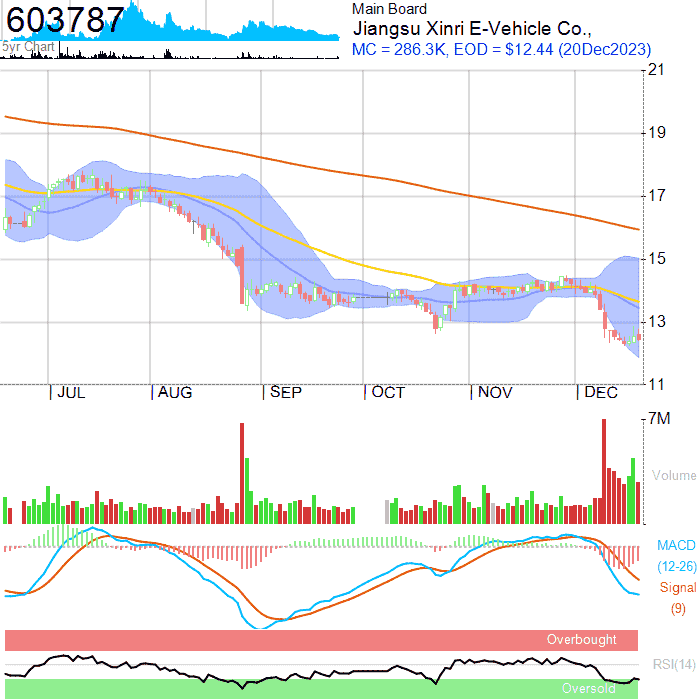 603787
5yr Chart
Main Board
Jiangsu Xinri E-Vehicle Co.,
MC = 286.3K, EOD = $12.44 (20Dec2023)
21
19
17
15
13
11
JUL AUG SEP OCT NOV DEC
7M
Volume
MACD
(12-26)
Signal
(9)
Overbought
RSI(14)
Oversold